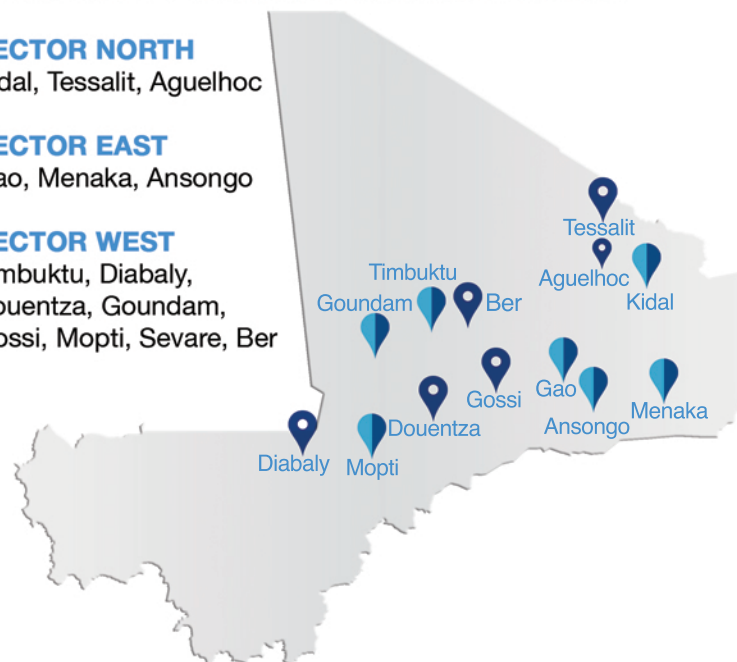 ECTOR NORTH
dal, Tessalit, Aguelhoc
ECTOR EAST
ao, Menaka, Ansongo
ECTOR WEST
mbuktu, Diabaly,
ouentza, Goundam,
ossi, Mopti, Sevare, Ber
Tessalit
Aguelhoc
Kidal
Timbuktu
Goundam
Ber
Gao
Gossi
Menaka
Ansongo
Douentza
Diabaly
Mopti